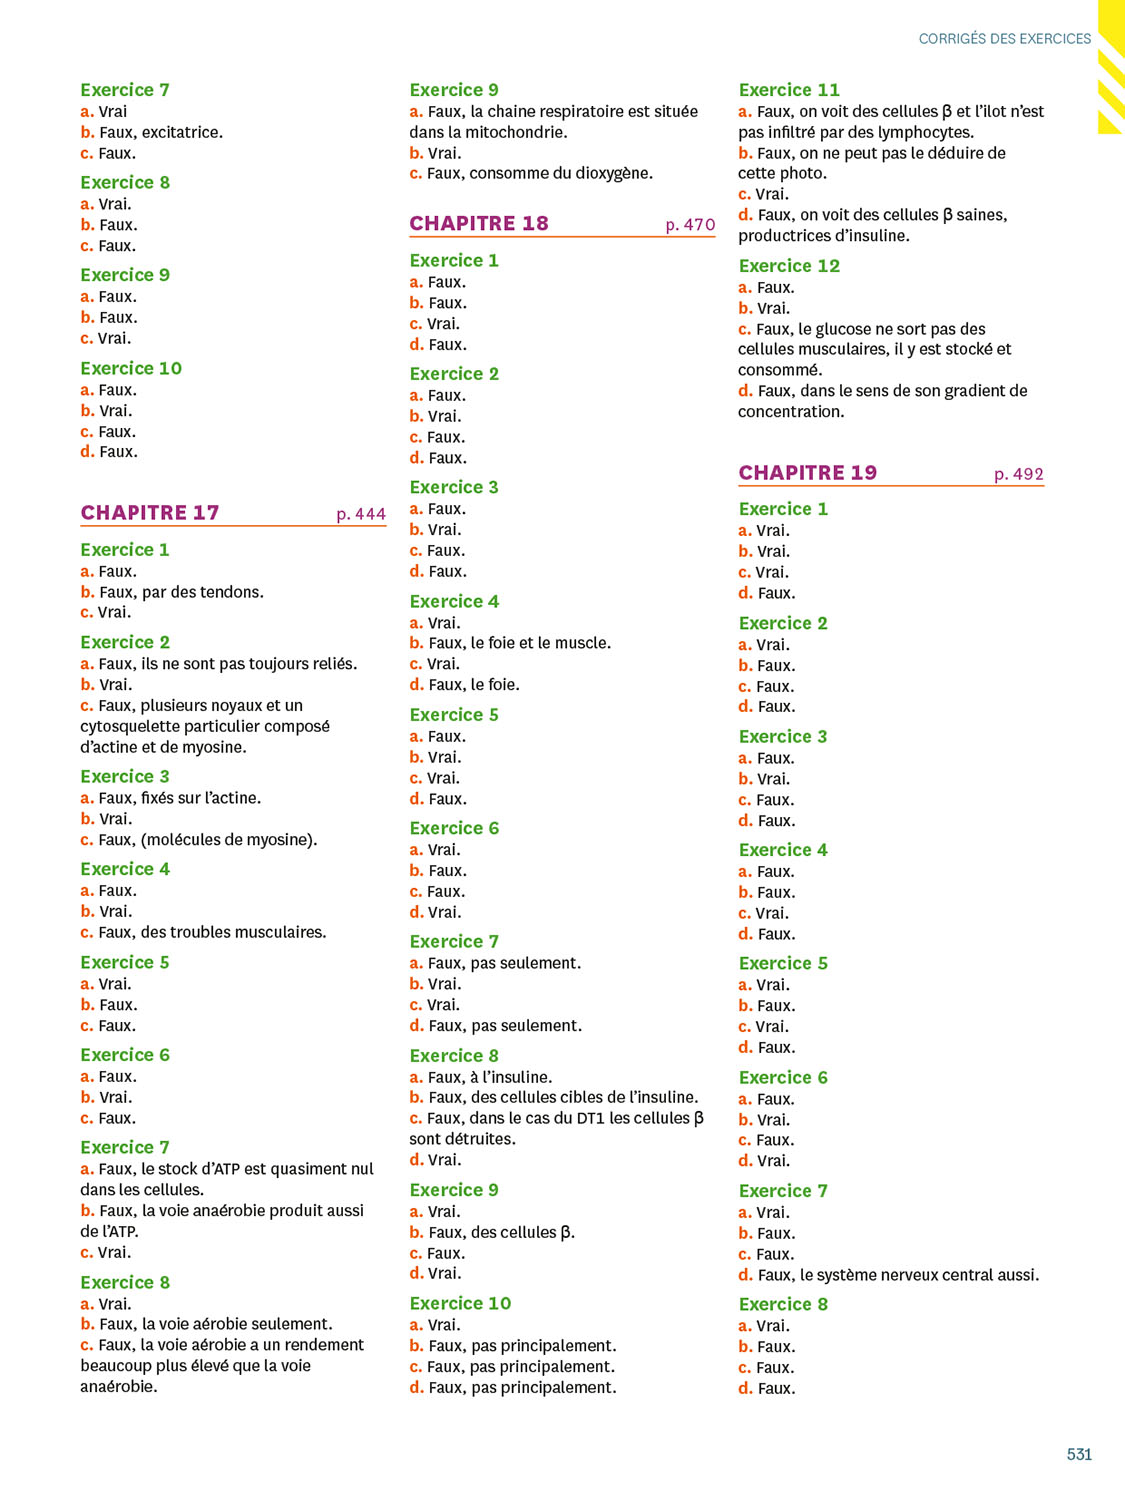 CORRIGÉS DES EXERCICES
Exercice 7
a. Vrai
b. Faux, excitatrice.
c. Faux.
Exercice 8
a. Vrai.
b. Faux.
c. Faux.
Exercice 9
a. Faux.
b. Faux.
c. Vrai.
Exercice 10
a. Faux.
b. Vrai.
c. Faux.
d. Faux.
CHAPITRE 17 p. 444
Exercice 1
a. Faux.
b. Faux, par des tendons.
c. Vrai.
Exercice 2
a. Faux, ils ne sont pas toujours reliés.
b. Vrai.
c. Faux, plusieurs noyaux et un
cytosquelette particulier composé
d’actine et de myosine.
Exercice 3
a. Faux, fixés sur l’actine.
b. Vrai.
c. Faux, (molécules de myosine).
Exercice 4
a. Faux.
b. Vrai.
c. Faux, des troubles musculaires.
Exercice 5
a. Vrai.
b. Faux.
c. Faux.
Exercice 6
a. Faux.
b. Vrai.
c. Faux.
Exercice 7
a. Faux, le stock d’ATP est quasiment nul
dans les cellules.
b. Faux, la voie anaérobie produit aussi
de l’ATP.
c. Vrai.
Exercice 8
a. Vrai.
b. Faux, la voie aérobie seulement.
c. Faux, la voie aérobie a un rendement
beaucoup plus élevé que la voie
anaérobie.
Exercice 9
a. Faux, la chaine respiratoire est située
dans la mitochondrie.
b. Vrai.
c. Faux, consomme du dioxygène.
CHAPITRE 18 p. 470
Exercice 1
a. Faux.
b. Faux.
c. Vrai.
d. Faux.
Exercice 2
a. Faux.
b. Vrai.
c. Faux.
d. Faux.
Exercice 3
a. Faux.
b. Vrai.
c. Faux.
d. Faux.
Exercice 4
a. Vrai.
b. Faux, le foie et le muscle.
c. Vrai.
d. Faux, le foie.
Exercice 5
a. Faux.
b. Vrai.
c. Vrai.
d. Faux.
Exercice 6
a. Vrai.
b. Faux.
c. Faux.
d. Vrai.
Exercice 7
a. Faux, pas seulement.
b. Vrai.
c. Vrai.
d. Faux, pas seulement.
Exercice 8
a. Faux, à l’insuline.
b. Faux, des cellules cibles de l’insuline.
c. Faux, dans le cas du DT1 les cellules β
sont détruites.
d. Vrai.
Exercice 9
a. Vrai.
b. Faux, des cellules β.
c. Faux.
d. Vrai.
Exercice 10
a. Vrai.
b. Faux, pas principalement.
c. Faux, pas principalement.
d. Faux, pas principalement.
Exercice 11
a. Faux, on voit des cellules β et l’ilot n’est
pas infiltré par des lymphocytes.
b. Faux, on ne peut pas le déduire de
cette photo.
c. Vrai.
d. Faux, on voit des cellules β saines,
productrices d’insuline.
Exercice 12
a. Faux.
b. Vrai.
c. Faux, le glucose ne sort pas des
cellules musculaires, il y est stocké et
consommé.
d. Faux, dans le sens de son gradient de
concentration.
CHAPITRE 19 p. 492
Exercice 1
a. Vrai.
b. Vrai.
c. Vrai.
d. Faux.
Exercice 2
a. Vrai.
b. Faux.
c. Faux.
d. Faux.
Exercice 3
a. Faux.
b. Vrai.
c. Faux.
d. Faux.
Exercice 4
a. Faux.
b. Faux.
c. Vrai.
d. Faux.
Exercice 5
a. Vrai.
b. Faux.
c. Vrai.
d. Faux.
Exercice 6
a. Faux.
b. Vrai.
c. Faux.
d. Vrai.
Exercice 7
a. Vrai.
b. Faux.
c. Faux.
d. Faux, le système nerveux central aussi.
Exercice 8
a. Vrai.
b. Faux.
c. Faux.
d. Faux.
531